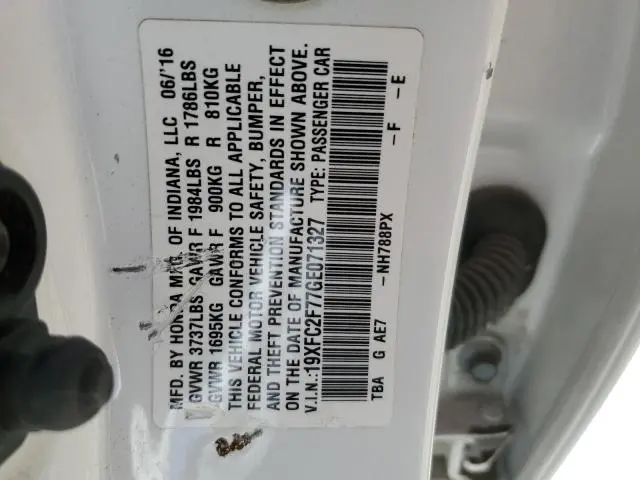 MFD. BY HONDA MFG. OF INDIANA, LLC 06/'16
GVWR 3737LBS GAWR F 1984LBS R 1786LBS
GVWR 1695KG GAWR F 900KG R 810KG
THIS VEHICLE CONFORMS TO ALL APPLICABLE
FEDERAL MOTOR VEHICLE SAFETY, BUMPER,
AND THEFT PREVENTION STANDARDS IN EFFECT
ON THE DATE OF MANUFACTURE SHOWN ABOVE.
V.I.N.:19XFC2F77GE071327 TYPE: PASSENGER CAR
TBA G AE7 -NH788PX -F -E